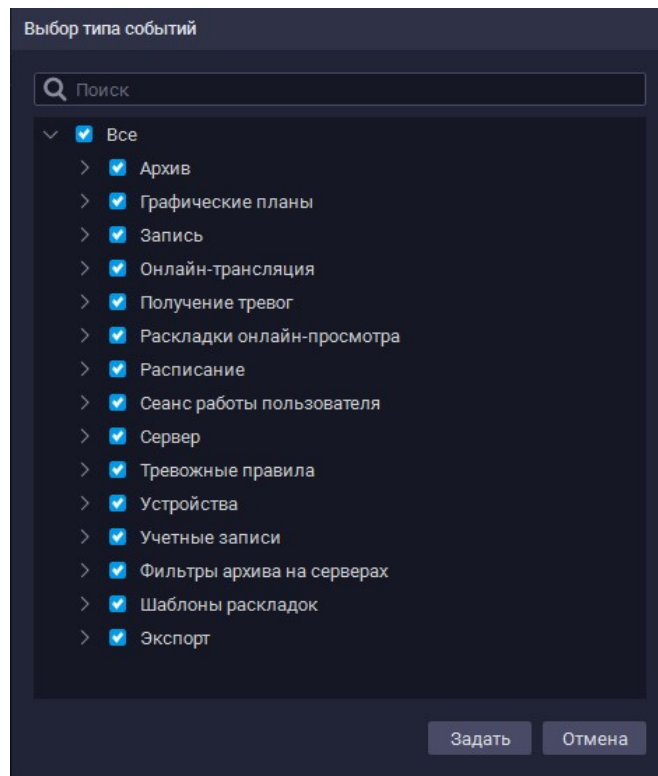 Выбор типа событий
Поиск
Все
Архив
Графические планы
Запись
Онлайн-трансляция
Получение тревог
Раскладки онлайн-просмотра
Расписание
Сеанс работы пользователя
Сервер
Тревожные правила
Устройства
Учетные записи
Фильтры архива на серверах
Шаблоны раскладок
Экспорт
Задать Отмена